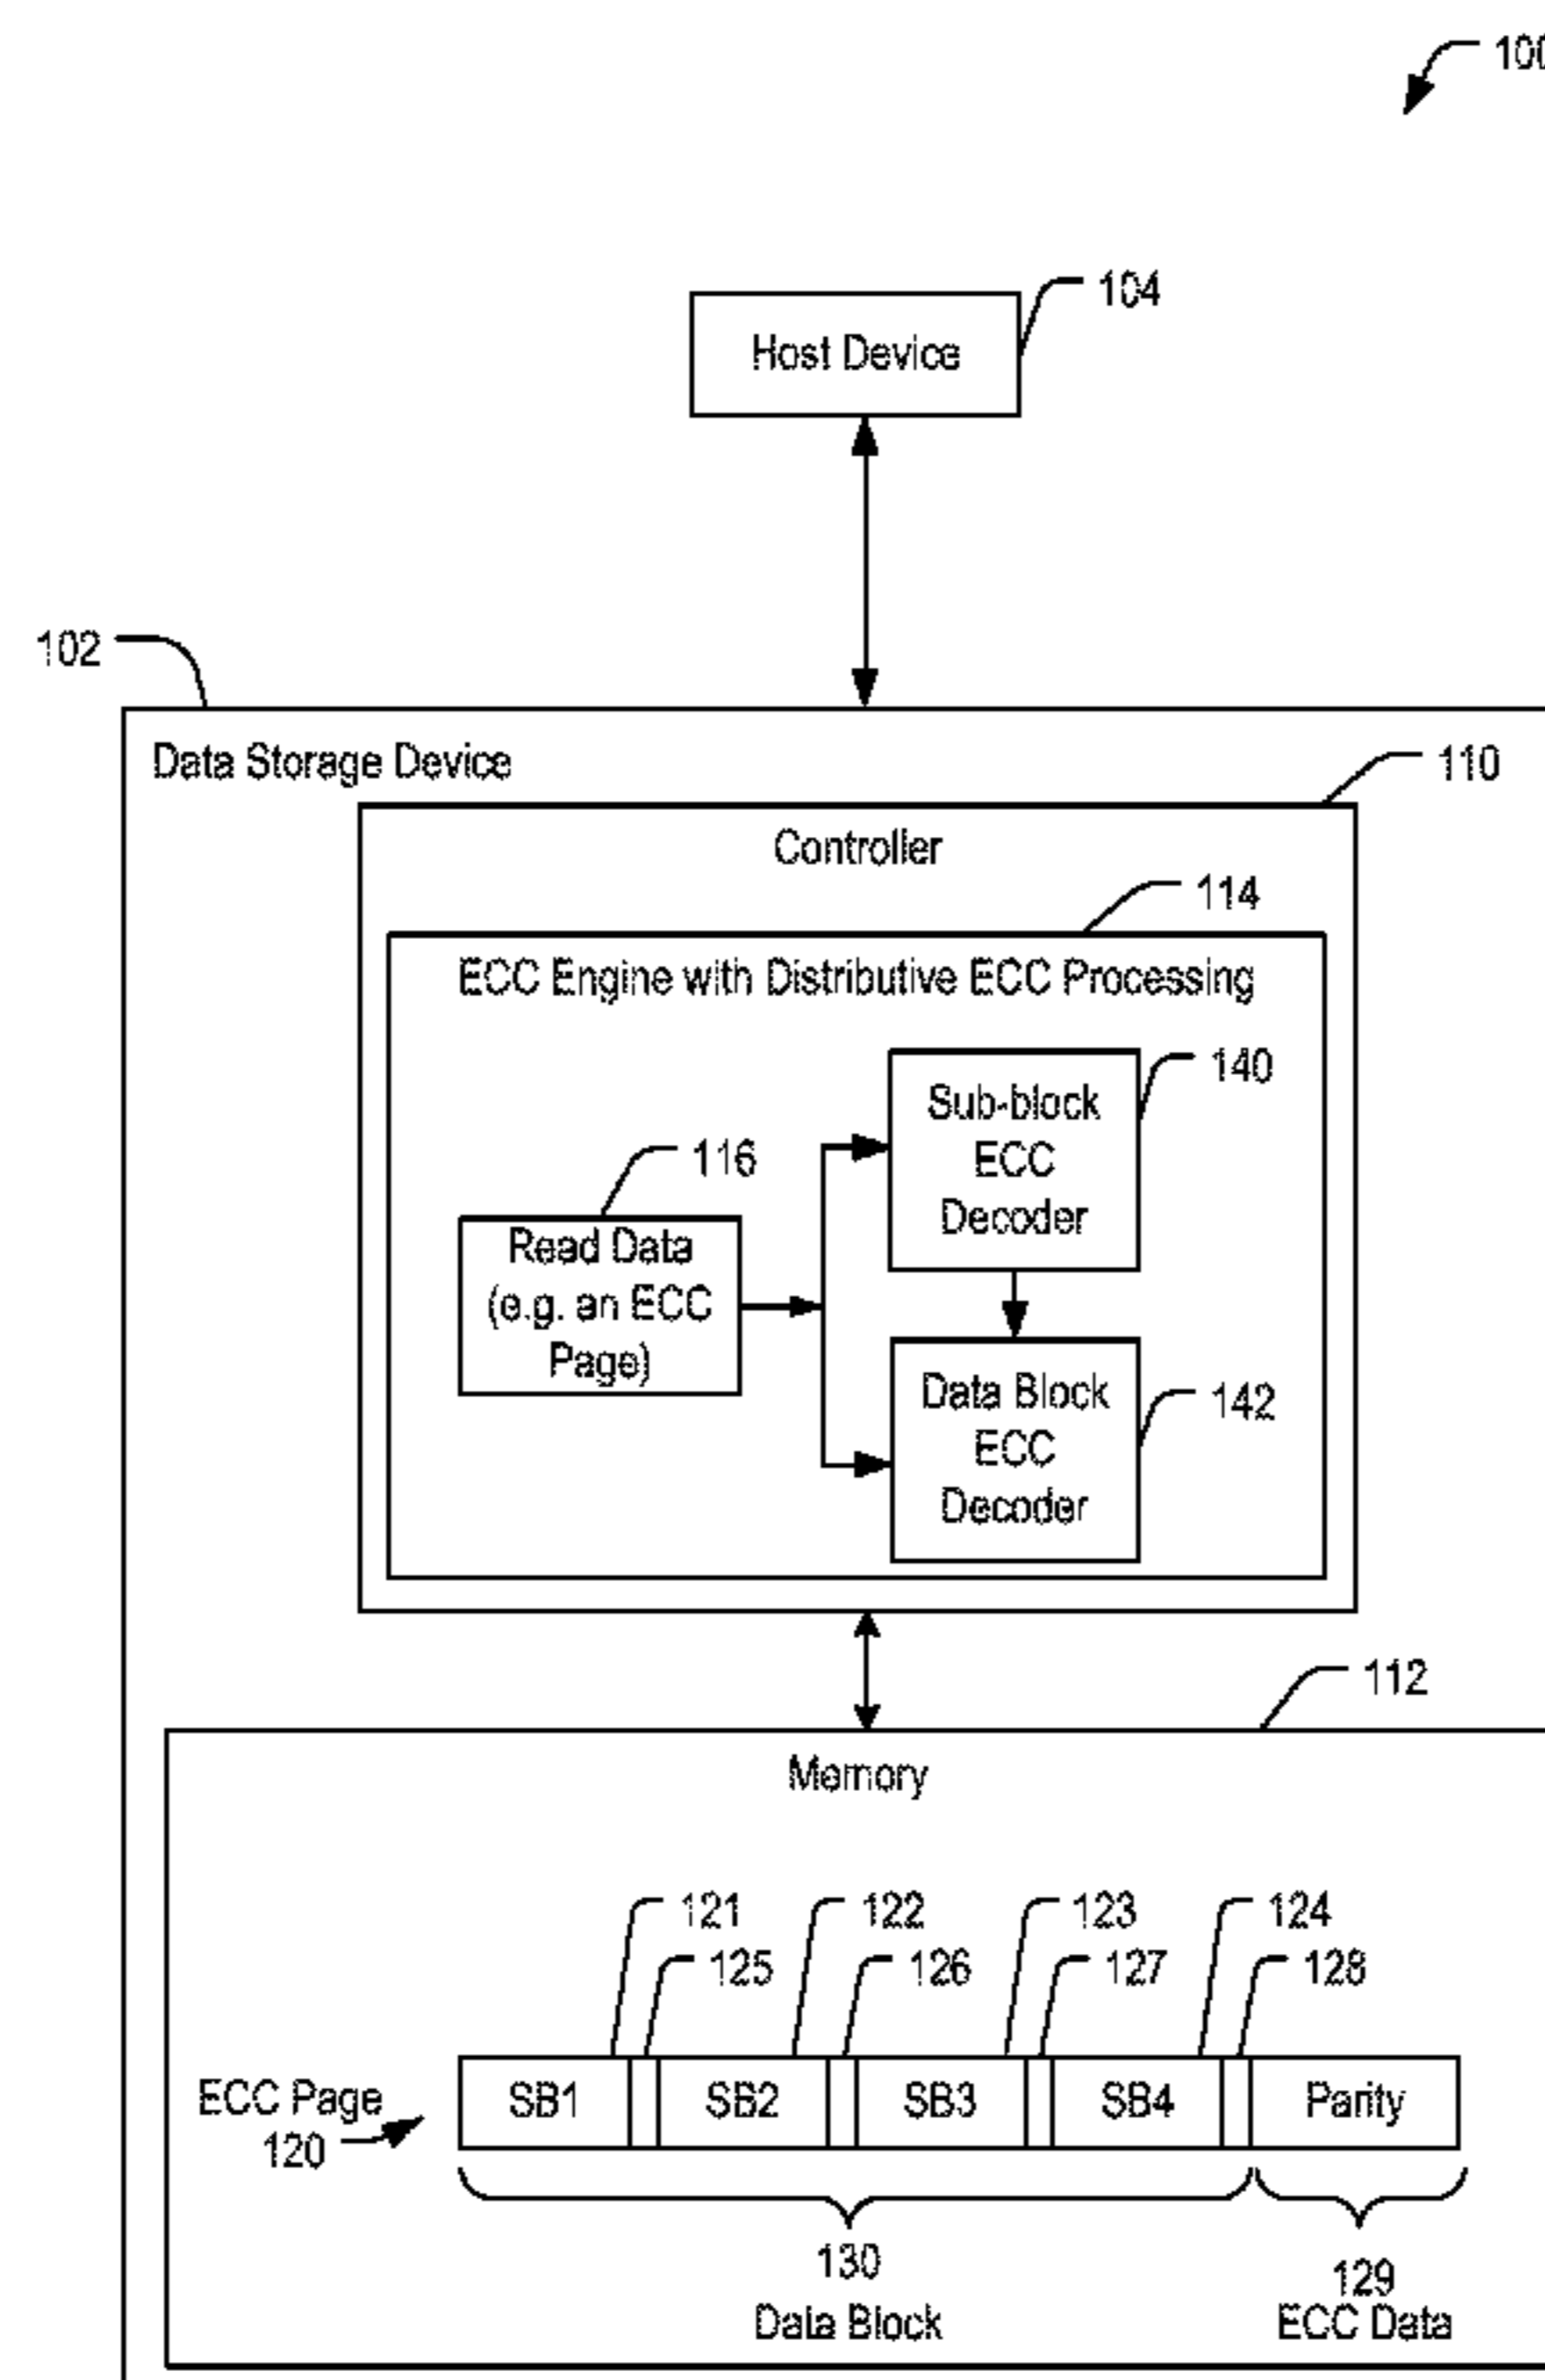 100
104
Host Device
102
Data Storage Device
110
Controller
114
ECC Engine with Distributive ECC Processing
140
Sub-block
ECC
Decoder
116
Read Data
(e.g. an ECC
Page)
Data Block
ECC
Decoder
142
112
Memory
121 122 123 124
125 126 127 128
ECC Page
120
SB1 SB2 SB3 SB4 Parity
130
Data Block
129
ECC Data